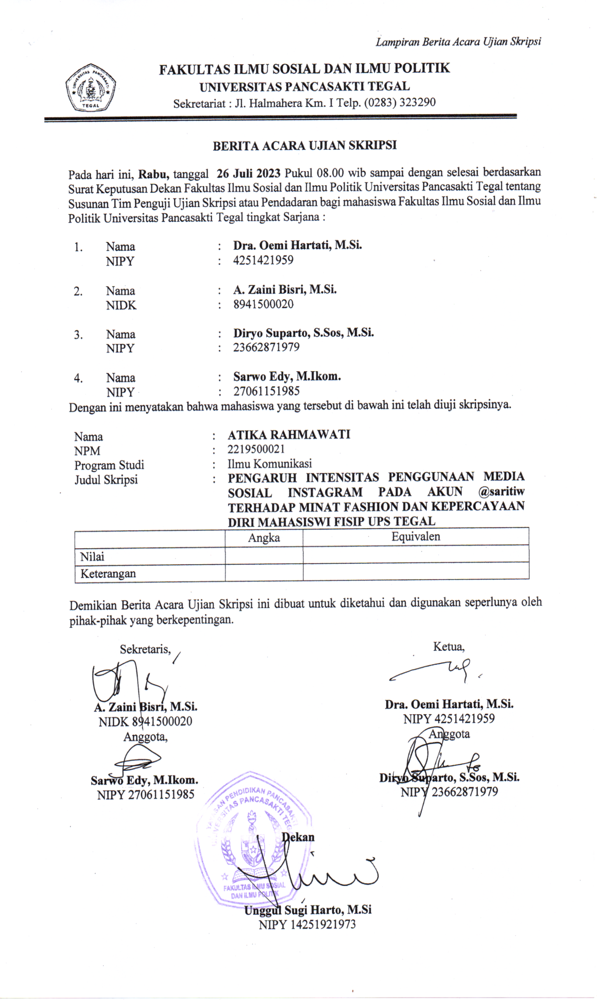 Lampiran Berita Acara Ujian Skripsi
UNIVERSITAS PANCASAKTI
TEGAL
FAKULTAS ILMU SOSIAL DAN ILMU POLITIK
UNIVERSITAS PANCASAKTI TEGAL
Sekretariat : Jl. Halmahera Km. I Telp. (0283) 323290
BERITA ACARA UJIAN SKRIPSI
Pada hari ini, Rabu, tanggal 26 Juli 2023 Pukul 08.00 wib sampai dengan selesai berdasarkan
Surat Keputusan Dekan Fakultas Ilmu Sosial dan Ilmu Politik Universitas Pancasakti Tegal tentang
Susunan Tim Penguji Ujian Skripsi atau Pendadaran bagi mahasiswa Fakultas Ilmu Sosial dan Ilmu
Politik Universitas Pancasakti Tegal tingkat Sarjana :
1. Nama : Dra. Oemi Hartati, M.Si.
NIPY : 4251421959
2. Nama : A. Zaini Bisri, M.Si.
NIDK : 8941500020
3. Nama : Diryo Suparto, S.Sos, M.Si.
NIPY : 23662871979
4. Nama : Sarwo Edy, M.Ikom.
NIPY : 27061151985
Dengan ini menyatakan bahwa mahasiswa yang tersebut di bawah ini telah diuji skripsinya.
Nama : ATIKA RAHMAWATI
NPM : 2219500021
Program Studi : Ilmu Komunikasi
Judul Skripsi : PENGARUH INTENSITAS PENGGUNAAN MEDIA
SOSIAL INSTAGRAM PADA AKUN @saritiw
TERHADAP MINAT FASHION DAN KEPERCAYAAN
DIRI MAHASISWI FISIP UPS TEGAL
Angka Equivalen
Nilai
Keterangan
Demikian Berita Acara Ujian Skripsi ini dibuat untuk diketahui dan digunakan seperlunya oleh
pihak-pihak yang berkepentingan.
Sekretaris, Ketua,
A. Zaini Bisri, M.Si. Dra. Oemi Hartati, M.Si.
NIDK 8941500020 NIPY 4251421959
Anggota, Anggota
Sarwo Edy, M.Ikom. Diryo Suparto, S.Sos, M.Si.
NIPY 27061151985 NIPY 23662871979
YAYASAN PENDIDIKAN PANCASAKTI
UNIVERSITAS PANCASAKTI TEGAL
Dekan
FAKULTAS ILMU SOSIAL
DAN ILMU POLITIK
Unggul Sugi Harto, M.Si
NIPY 14251921973